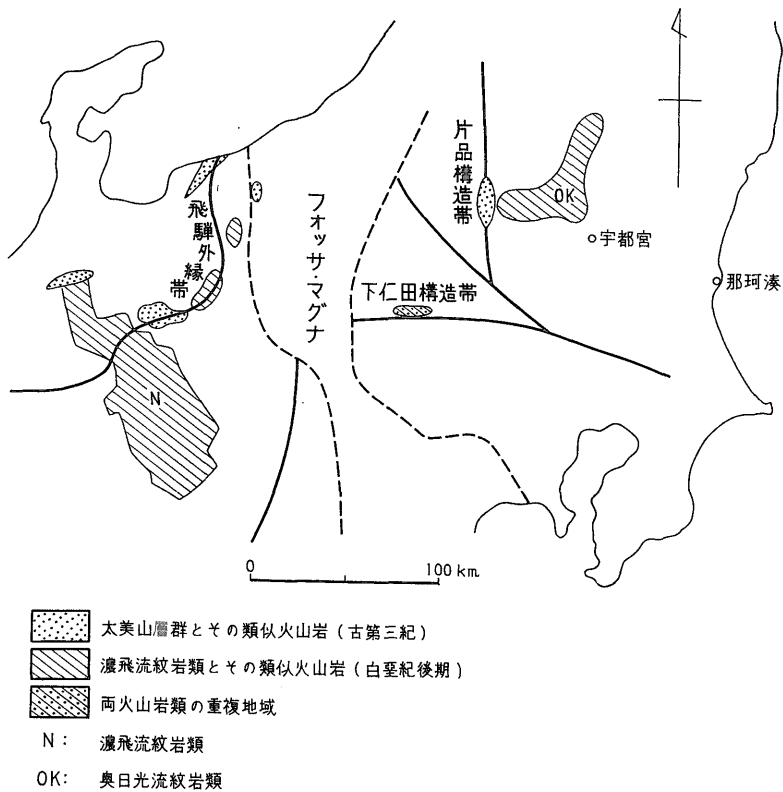 片品構造帯
OK
宇都宮
那珂湊
飛騨外縁帯
フォッサ・マグナ
下仁田構造帯
N
0
100 km
太美山層群とその類似火山岩(古第三紀)
濃飛流紋岩類とその類似火山岩(白堊紀後期)
両火山岩類の重複地域
N: 濃飛流紋岩類
OK: 奥日光流紋岩類